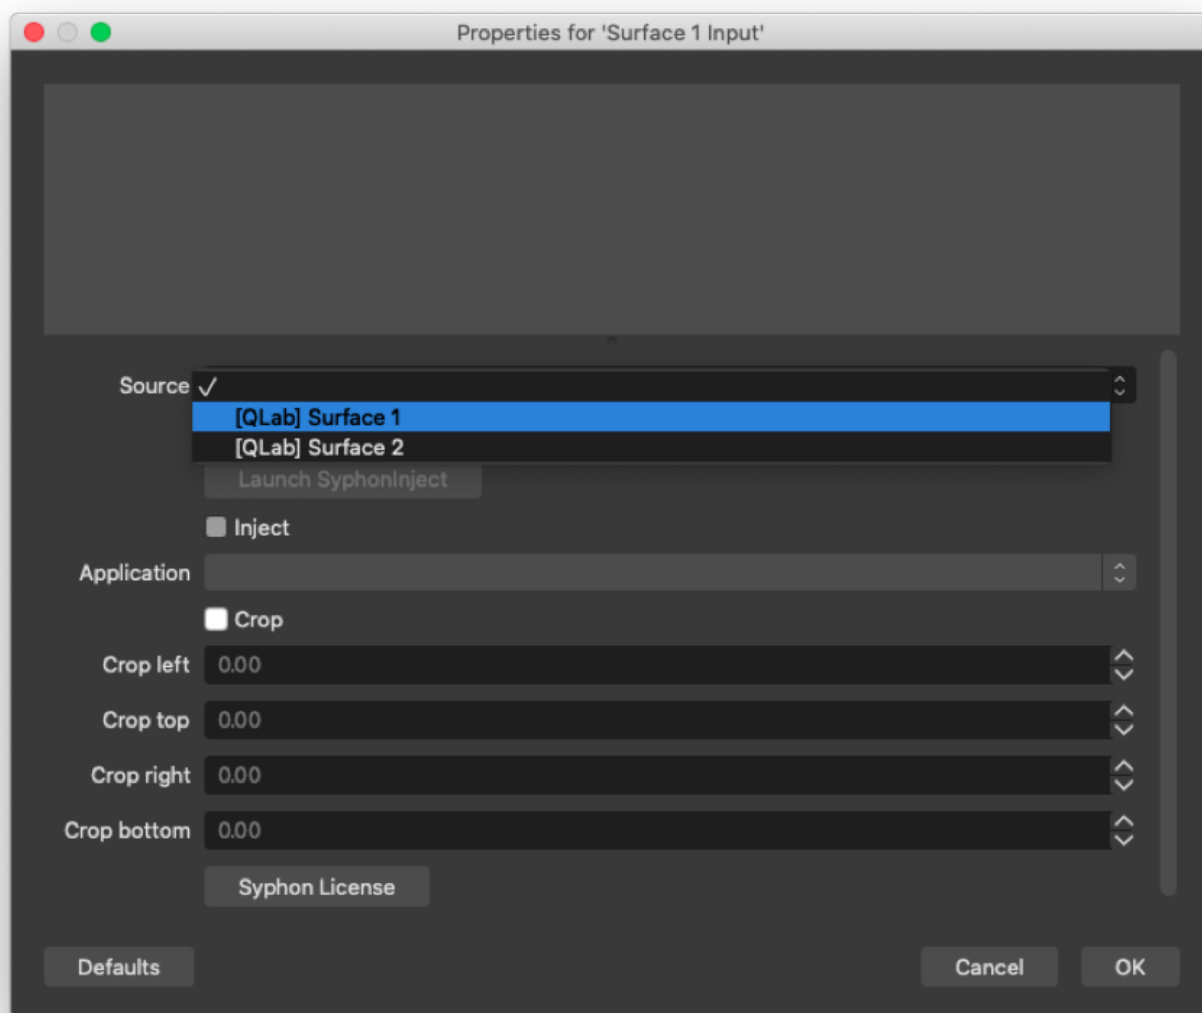 Properties for 'Surface 1 Input'
Source ✓
[QLab] Surface 1
[QLab] Surface 2
Launch SyphonInject
Inject
Application
Crop
Crop left 0.00
Crop top 0.00
Crop right 0.00
Crop bottom 0.00
Syphon License
Defaults Cancel OK